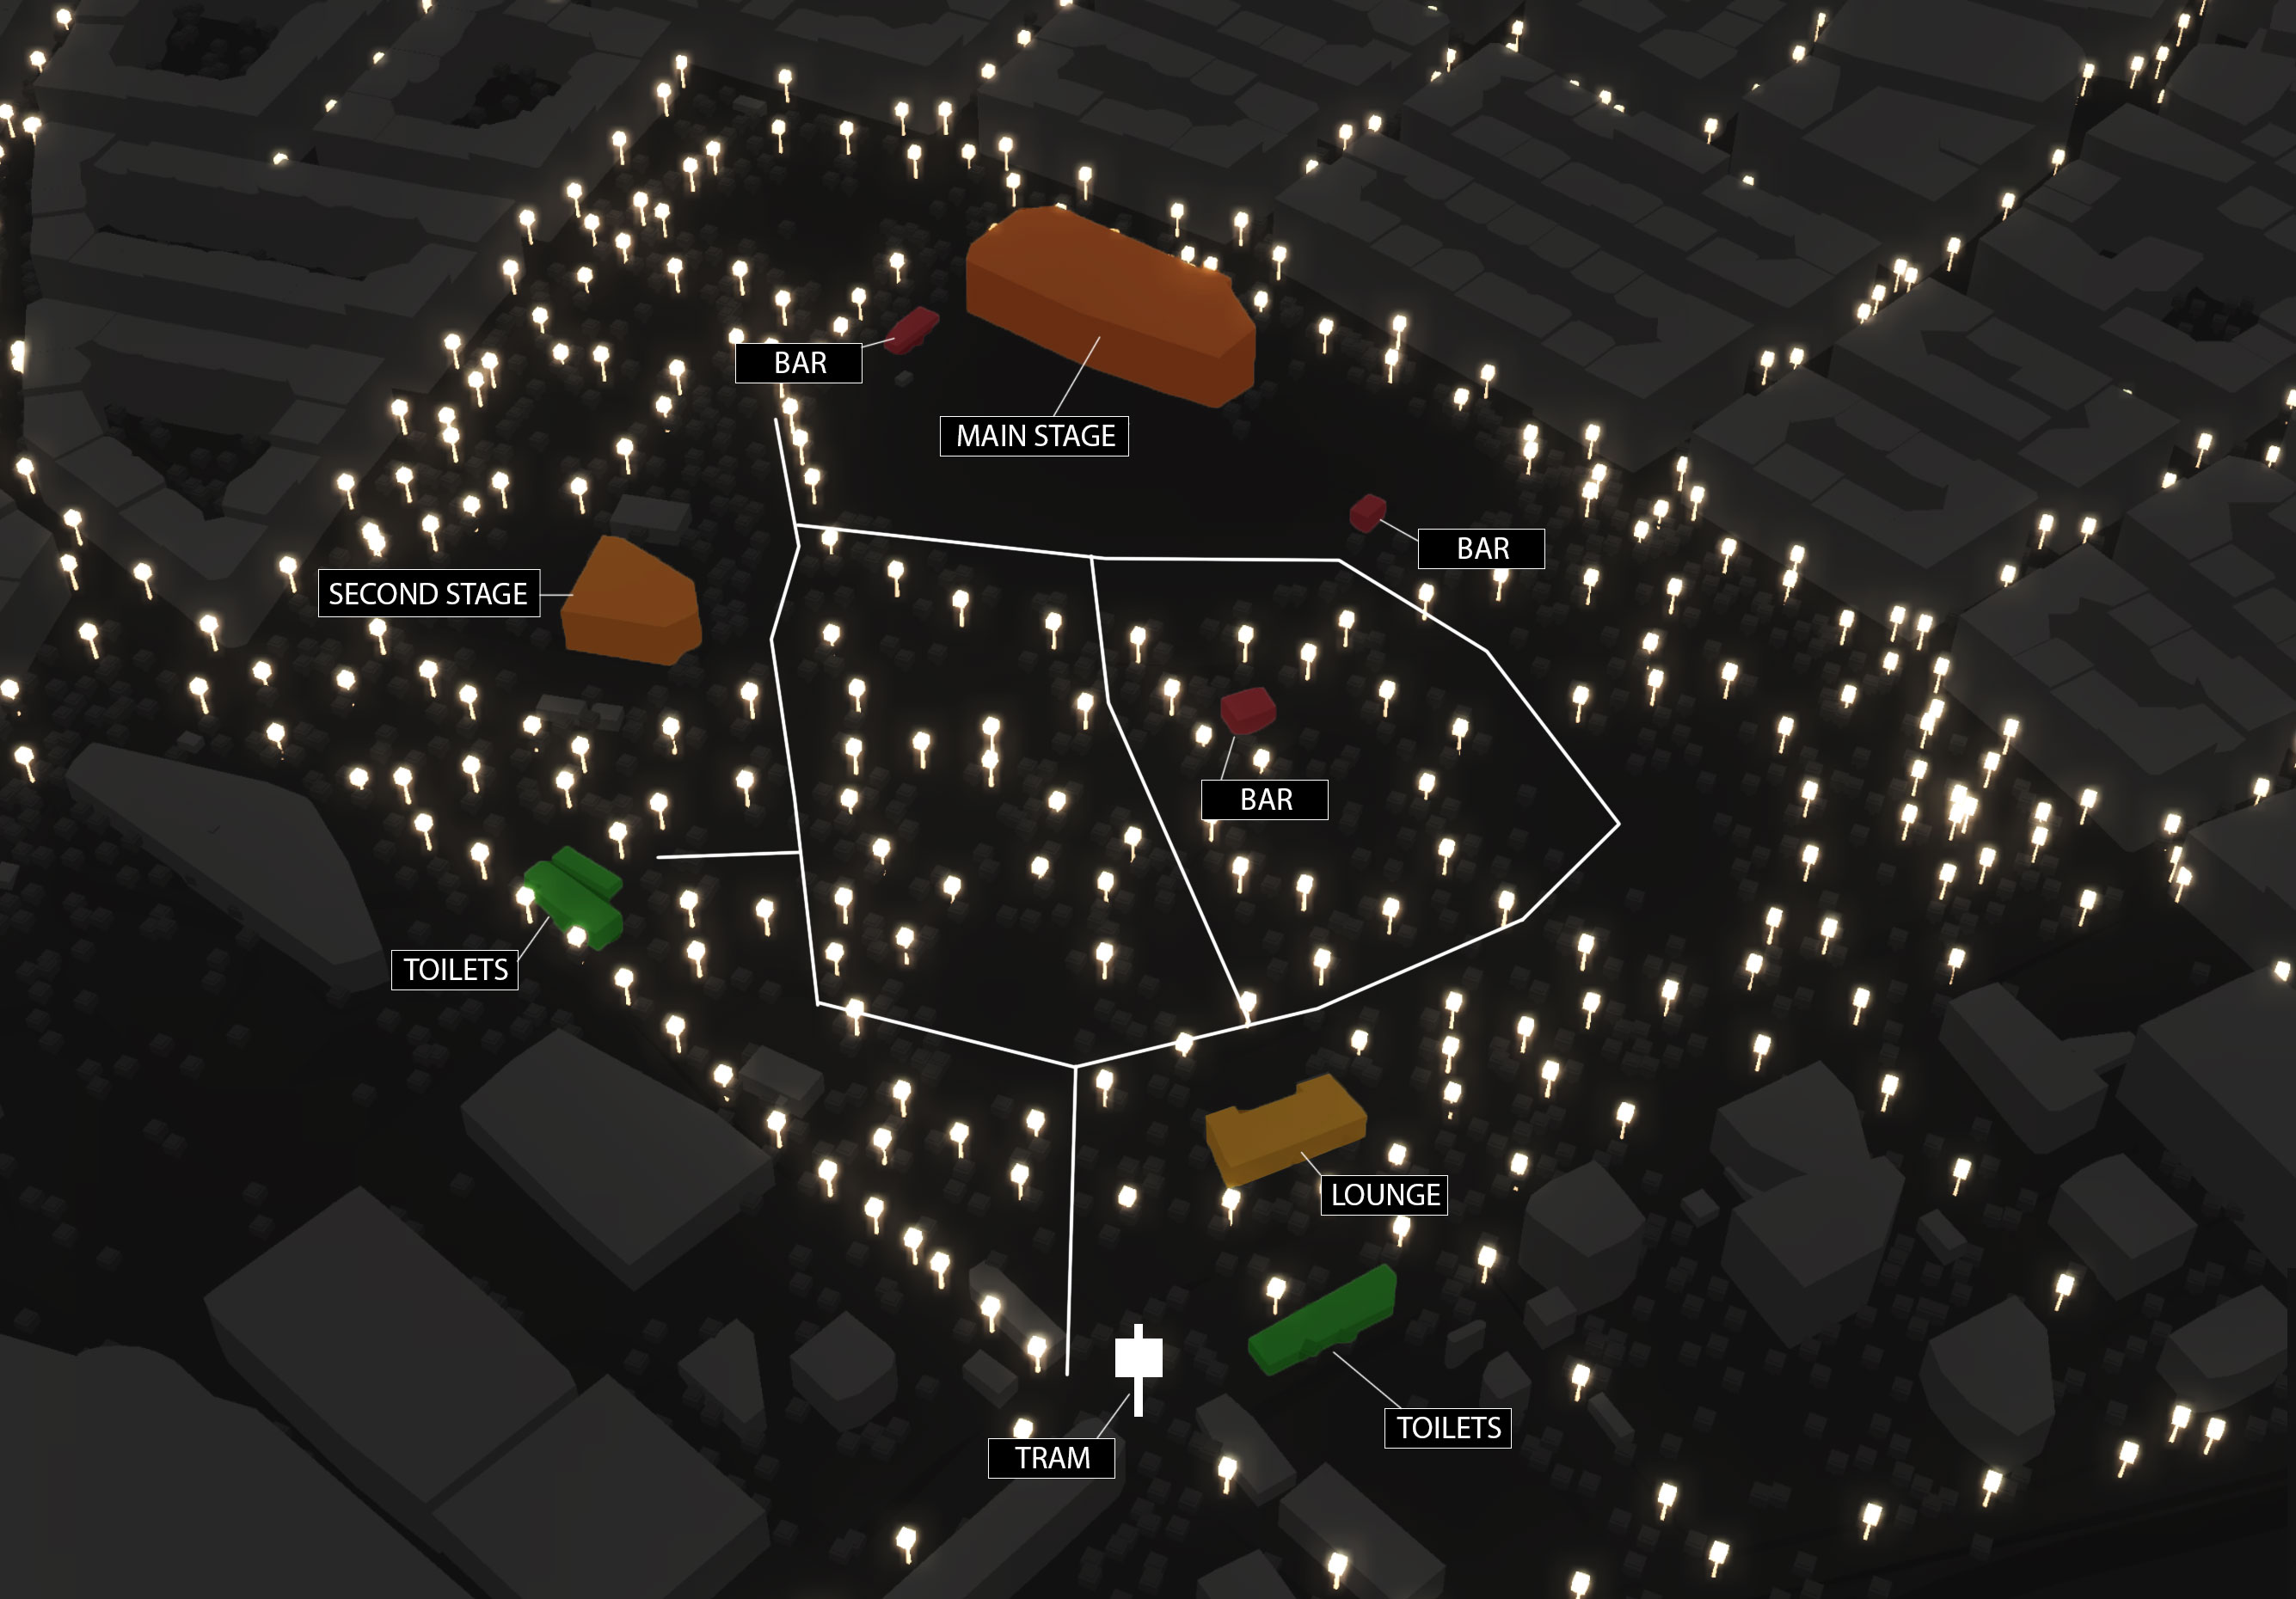 BAR
MAIN STAGE
BAR
SECOND STAGE
BAR
TOILETS
LOUNGE
TOILETS
TRAM